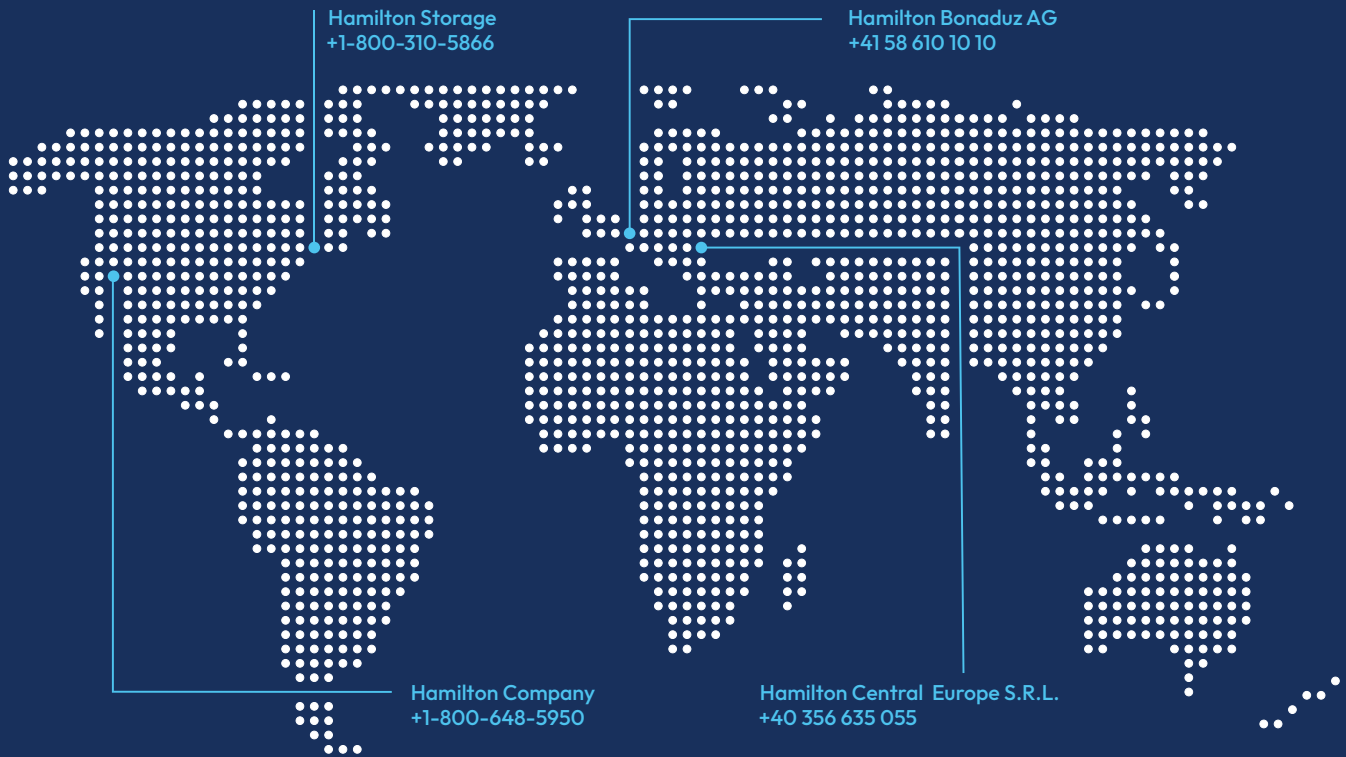 Hamilton Storage
+1-800-310-5866
Hamilton Bonaduz AG
+41 58 610 10 10
Hamilton Company
+1-800-648-5950
Hamilton Central Europe S.R.L.
+40 356 635 055